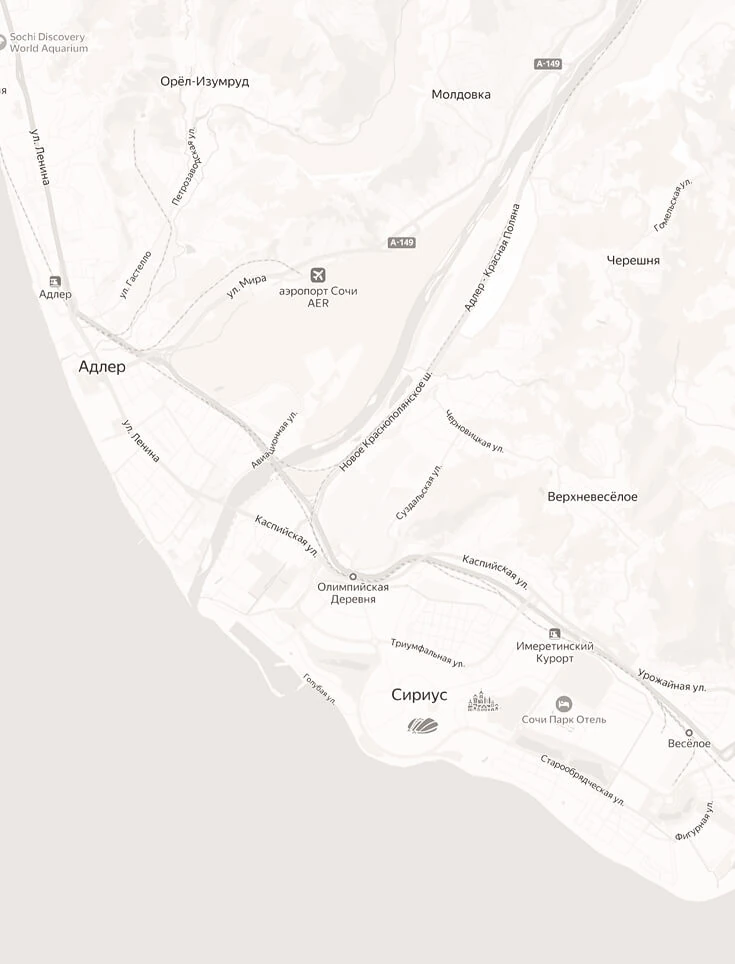 Sochi Discovery
World Aquarium
я
ул. Ленина
Орёл-Изумруд
Петрозаводская ул.
А-149
Молдовка
Гомельская ул.
Черешня
А-149
Адлер - Красная Поляна
ул. Гастелло
ул. Мира
аэропорт Сочи
AER
Адлер
Адлер
ул. Ленина
Авиационная ул.
Новое Краснополянское ш.
Черновицкая ул.
Суздальская ул.
Верхневесёлое
Каспийская ул.
Олимпийская
Деревня
Каспийская ул.
Имеретинский
Курорт
Триумфальная ул.
Голубая ул.
Сириус
Урожайная ул.
Сочи Парк Отель
Весёлое
Старообрядческая ул.
Фигурная ул.